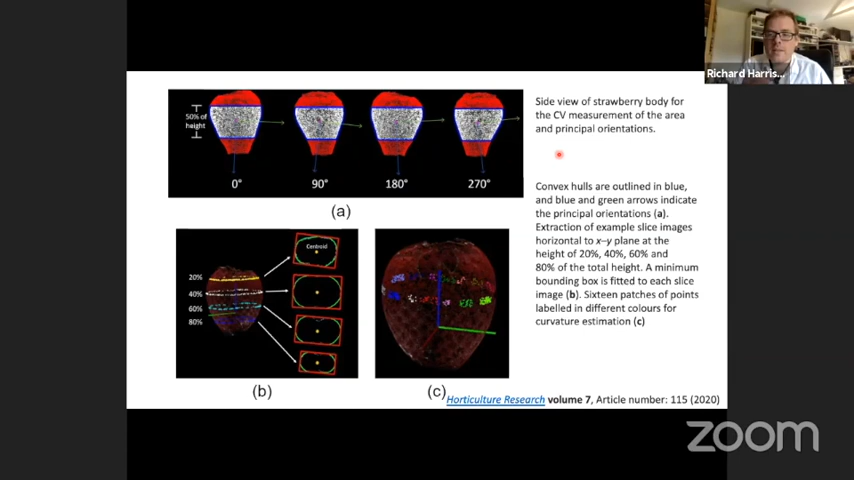 Richard Harris...
Side view of strawberry body for
the CV measurement of the area
and principal orientations.
50% of
height
0° 90° 180° 270°
(a)
Convex hulls are outlined in blue,
and blue and green arrows indicate
the principal orientations (a).
Extraction of example slice images
horizontal to x–y plane at the
height of 20%, 40%, 60% and
80% of the total height. A minimum
bounding box is fitted to each slice
image (b). Sixteen patches of points
labelled in different colours for
curvature estimation (c)
Centroid
20%
40%
60%
80%
(b)
(c)
Horticulture Research volume 7, Article number: 115 (2020)
zoom